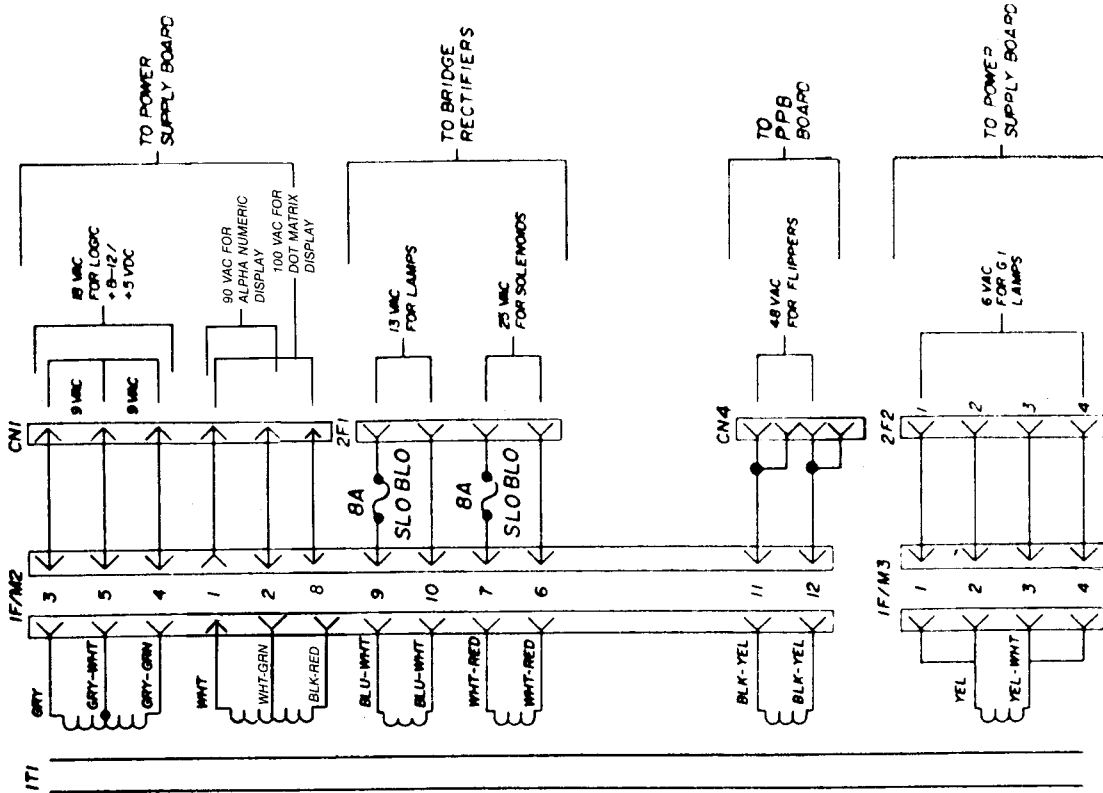 TO POWER
SUPPLY BOARD
TO BRIDGE
RECTIFIERS
TO
PPB
BOARD
TO POWER
SUPPLY BOARD
18 VAC
FOR LOGIC
+8-12/
+5 VDC
90 VAC FOR
ALPHA NUMERIC
DISPLAY
100 VAC FOR
DOT MATRIX
DISPLAY
13 VAC
FOR LAMPS
25 VAC
FOR SOLENOIDS
48 VAC
FOR FLIPPERS
6 VAC
FOR G I
LAMPS
9 VAC
9 VAC
CN1
2F1
CN4
2F2
1
2
3
4
8A
SLO BLO
8A
SLO BLO
1F/M2
3
5
4
1
2
8
9
10
7
6
11
12
1F/M3
1
2
3
4
GRY
GRY-WHT
GRY-GRN
WHT
WHT-GRN
BLK-RED
BLU-WHT
BLU-WHT
WHT-RED
WHT-RED
BLK-YEL
BLK-YEL
YEL
YEL-WHT
1T1